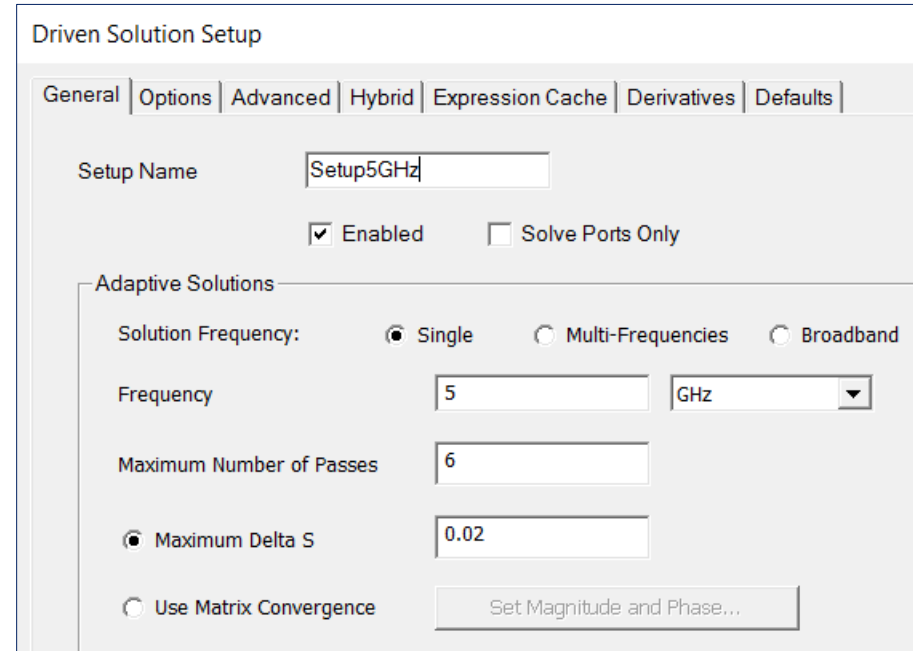 Driven Solution Setup
General Options Advanced Hybrid Expression Cache Derivatives Defaults
Setup Name Setup5GHz
Enabled Solve Ports Only
Adaptive Solutions
Solution Frequency: Single Multi-Frequencies Broadband
Frequency 5 GHz
Maximum Number of Passes 6
Maximum Delta S 0.02
Use Matrix Convergence Set Magnitude and Phase...